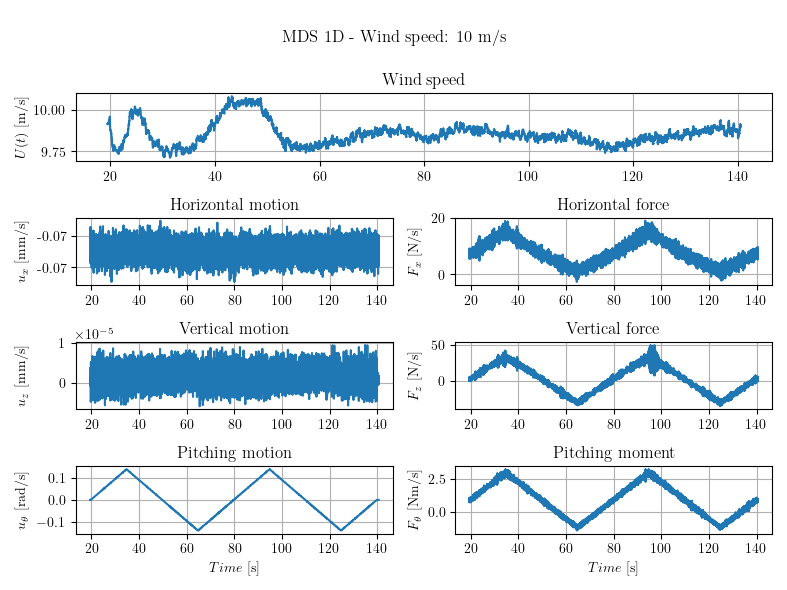 MDS 1D - Wind speed: 10 m/s
Wind speed
U(t) [m/s]
10.00
9.75
20 40 60 80 100 120 140
Horizontal motion
u_x [mm/s]
-0.07
-0.07
20 40 60 80 100 120 140
Horizontal force
F_x [N/s]
20
0
20 40 60 80 100 120 140
Vertical motion
×10⁻⁵
u_z [mm/s]
1
0
20 40 60 80 100 120 140
Vertical force
F_z [N/s]
50
0
20 40 60 80 100 120 140
Pitching motion
u_θ [rad/s]
0.1
0.0
−0.1
20 40 60 80 100 120 140
Time [s]
Pitching moment
F_θ [Nm/s]
2.5
0.0
20 40 60 80 100 120 140
Time [s]